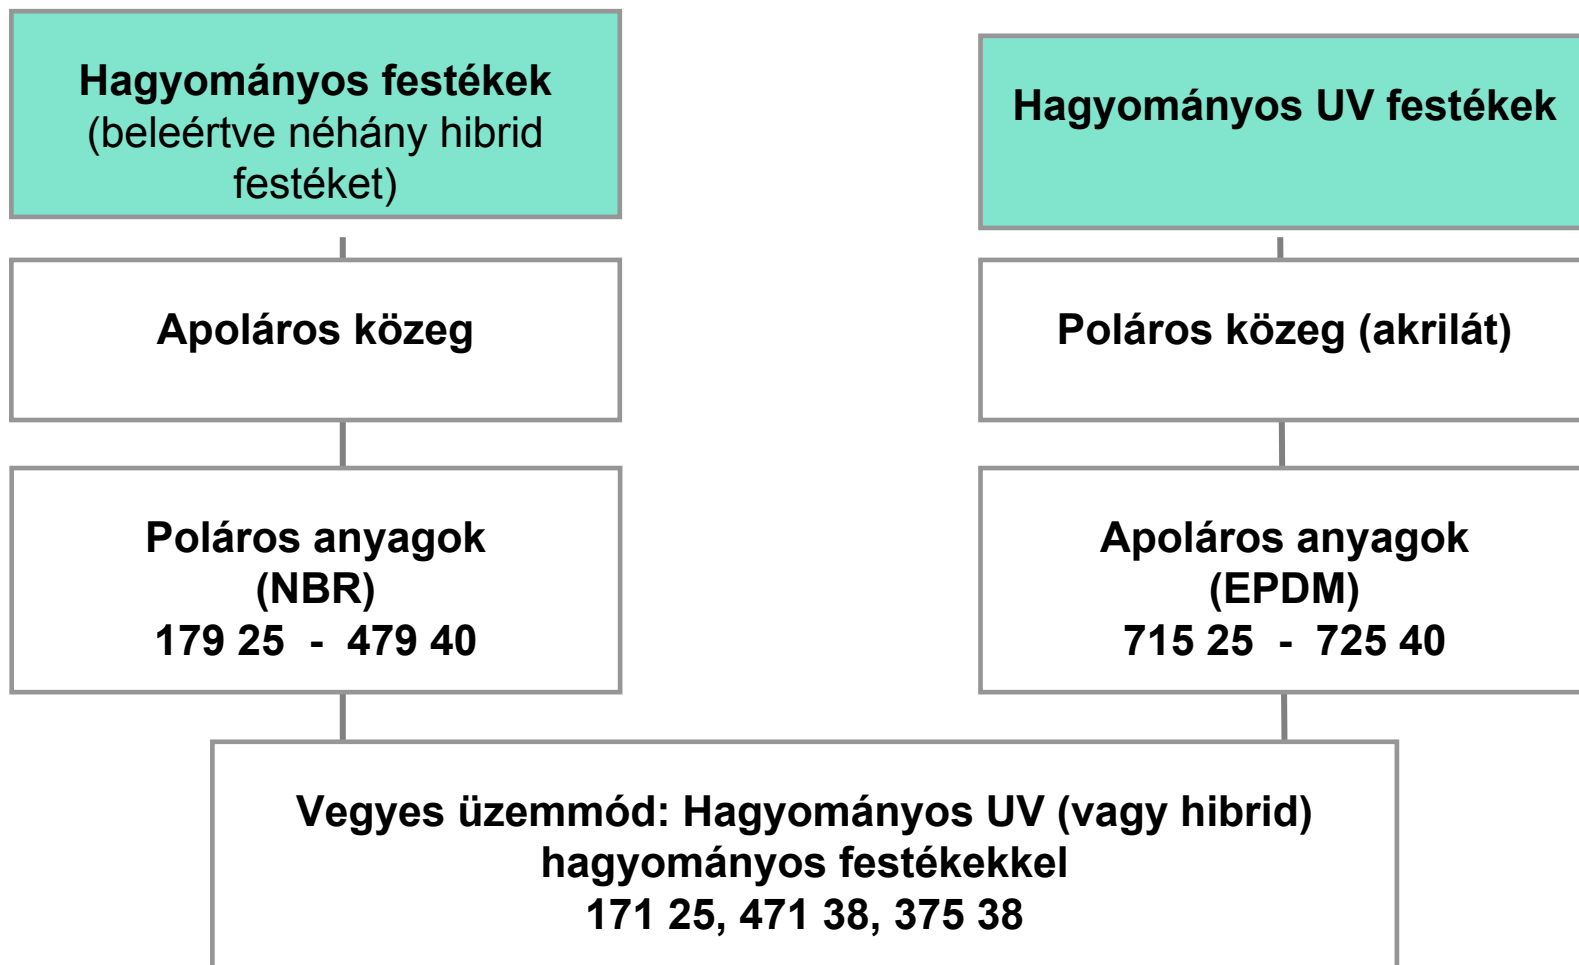 Hagyományos festékek
(beleértve néhány hibrid
festéket)
Hagyományos UV festékek
Apoláros közeg
Poláros közeg (akrilát)
Poláros anyagok
(NBR)
179 25 - 479 40
Apoláros anyagok
(EPDM)
715 25 - 725 40
Vegyes üzemmód: Hagyományos UV (vagy hibrid)
hagyományos festékekkel
171 25, 471 38, 375 38